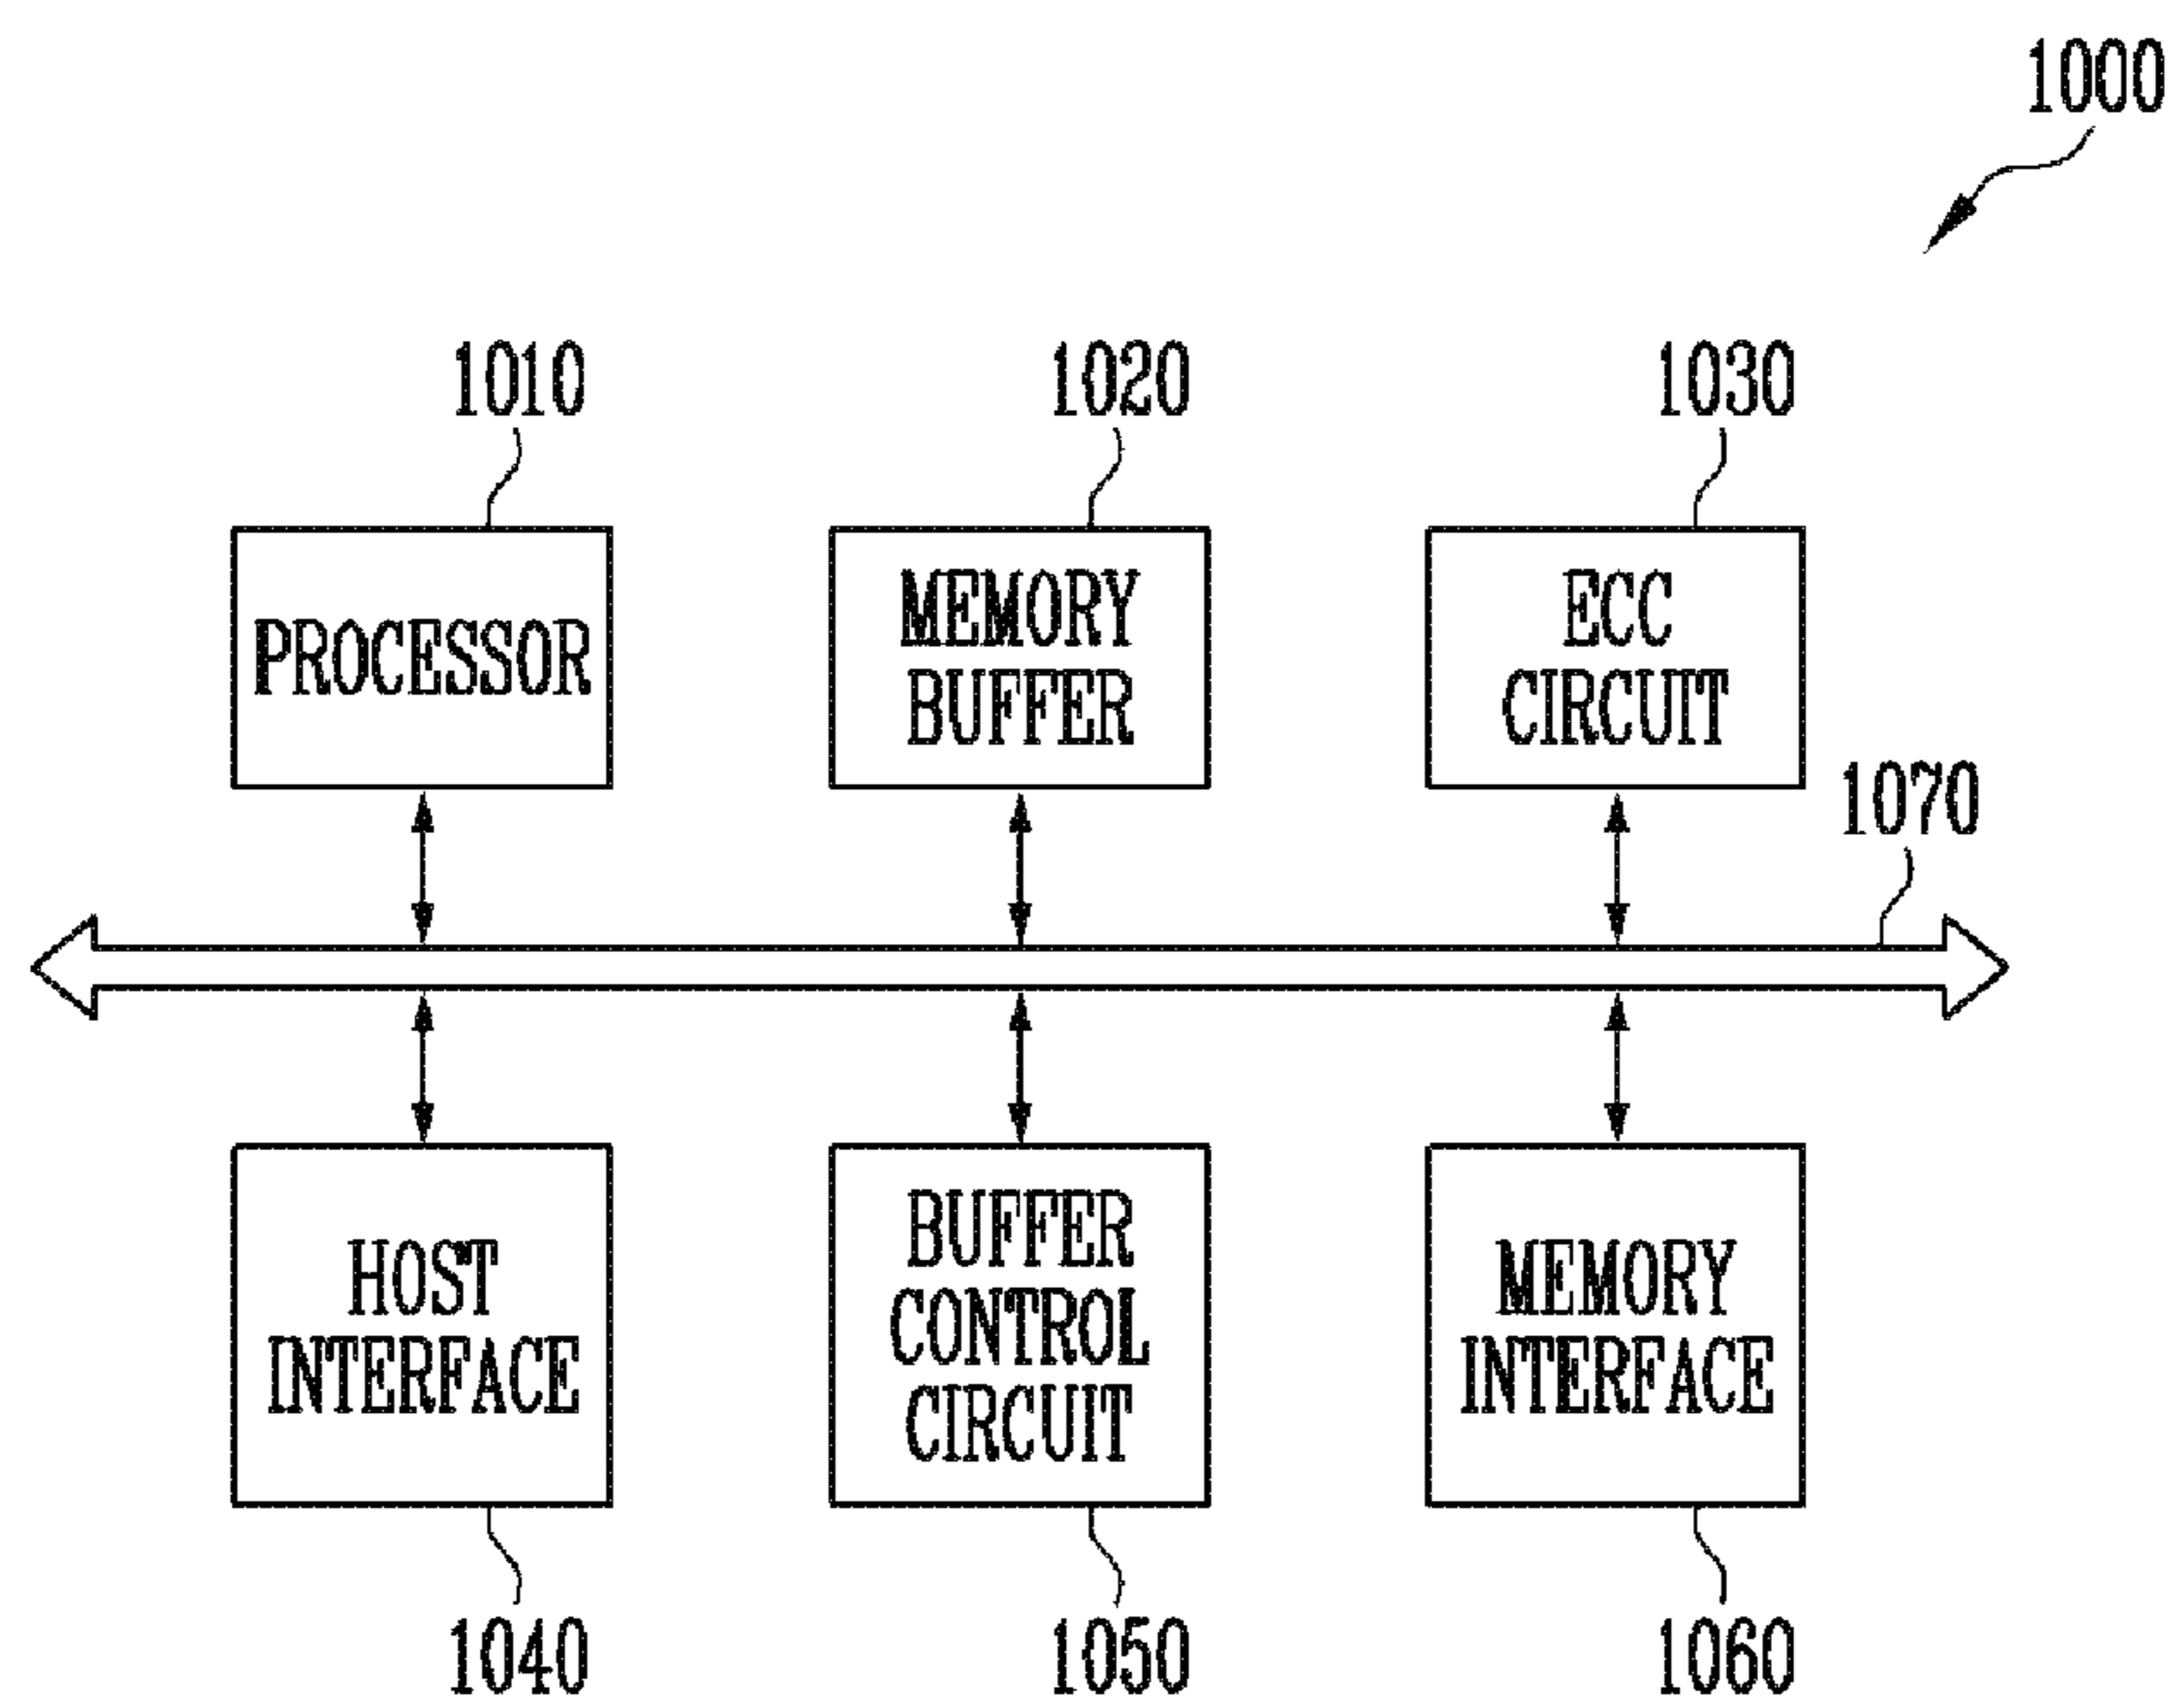 1000
1010
1020
1030
PROCESSOR
MEMORY
BUFFER
ECC
CIRCUIT
1070
HOST
INTERFACE
BUFFER
CONTROL
CIRCUIT
MEMORY
INTERFACE
1040
1050
1060